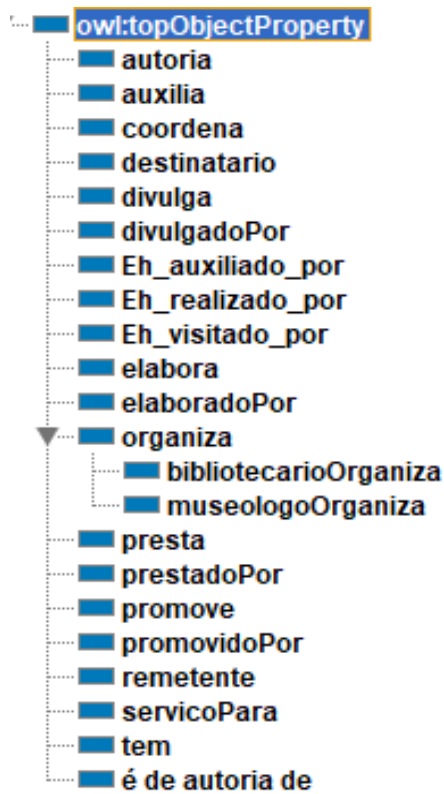 owl:topObjectProperty
autoria
auxilia
coordena
destinatario
divulga
divulgadoPor
Eh_auxiliado_por
Eh_realizado_por
Eh_visitado_por
elabora
elaboradoPor
organiza
bibliotecarioOrganiza
museologoOrganiza
presta
prestadoPor
promove
promovidoPor
remetente
servicoPara
tem
é de autoria de